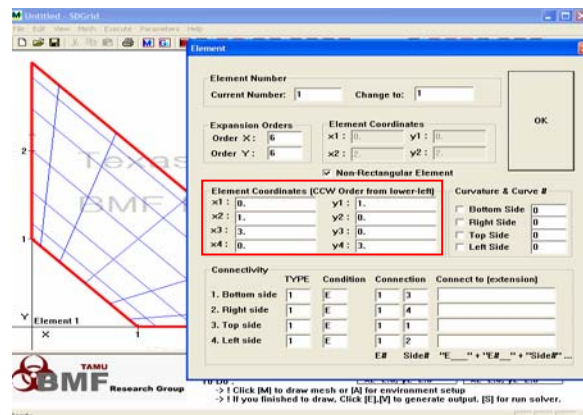 Untitled - SDGrid
File Edit View Mesh Execute Parameters Help
Element
Element Number
Current Number: 1 Change to: 1
Expansion Orders
Order X: 6
Order Y: 6
Element Coordinates
x1 : 0. y1 : 0.
x2 : 2. y2 : 2.
OK
Non-Rectangular Element
Element Coordinates (CCW Order from lower-left)
x1 : 0. y1 : 1.
x2 : 1. y2 : 0.
x3 : 3. y3 : 0.
x4 : 0. y4 : 3.
Curvature & Curve #
Bottom Side 0
Right Side 0
Top Side 0
Left Side 0
Connectivity
TYPE Condition Connection Connect to (extension)
1. Bottom side 1 E 1 3
2. Right side 1 E 1 4
3. Top side 1 E 1 1
4. Left side 1 E 1 2
E# Side# "E____" + "E#__" + "Side#" ...
2
Texas
BMF
1
Y Element 1
X 1
TAMU
BMF Research Group
To Do :
-> ! Click [M] to draw mesh or [A] for environment setup
-> ! If you finished to draw, Click [E],[V] to generate output. [S] for run solver.